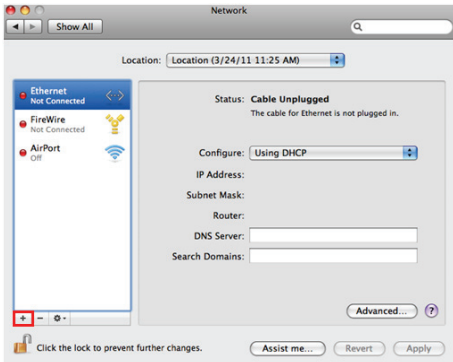 Network
Show All
Location: Location (3/24/11 11:25 AM)
Ethernet
Not Connected
FireWire
Not Connected
AirPort
Off
Status: Cable Unplugged
The cable for Ethernet is not plugged in.
Configure: Using DHCP
IP Address:
Subnet Mask:
Router:
DNS Server:
Search Domains:
Advanced... ?
+ −
Click the lock to prevent further changes.
Assist me... Revert Apply